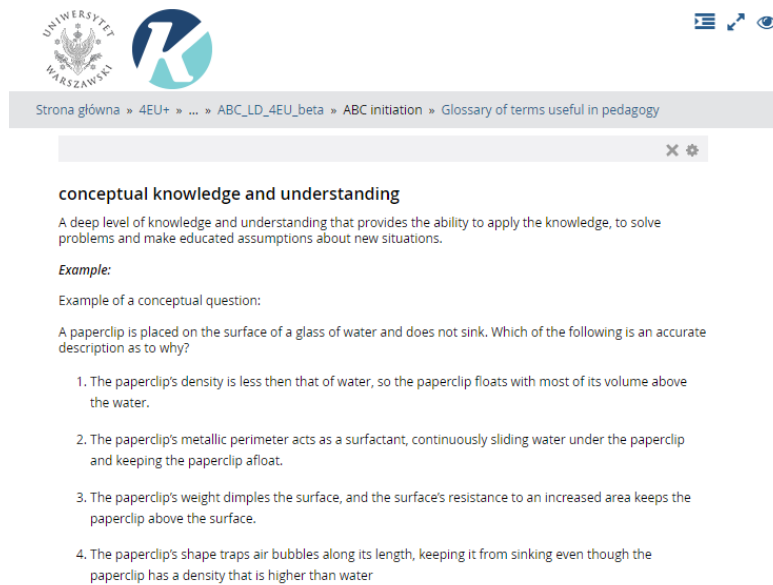 UNIWERSYTET
WARSZAWSKI
K
Strona główna » 4EU+ » ... » ABC_LD_4EU_beta » ABC initiation » Glossary of terms useful in pedagogy
conceptual knowledge and understanding
A deep level of knowledge and understanding that provides the ability to apply the knowledge, to solve
problems and make educated assumptions about new situations.
Example:
Example of a conceptual question:
A paperclip is placed on the surface of a glass of water and does not sink. Which of the following is an accurate
description as to why?
1. The paperclip's density is less then that of water, so the paperclip floats with most of its volume above
the water.
2. The paperclip's metallic perimeter acts as a surfactant, continuously sliding water under the paperclip
and keeping the paperclip afloat.
3. The paperclip's weight dimples the surface, and the surface's resistance to an increased area keeps the
paperclip above the surface.
4. The paperclip's shape traps air bubbles along its length, keeping it from sinking even though the
paperclip has a density that is higher than water